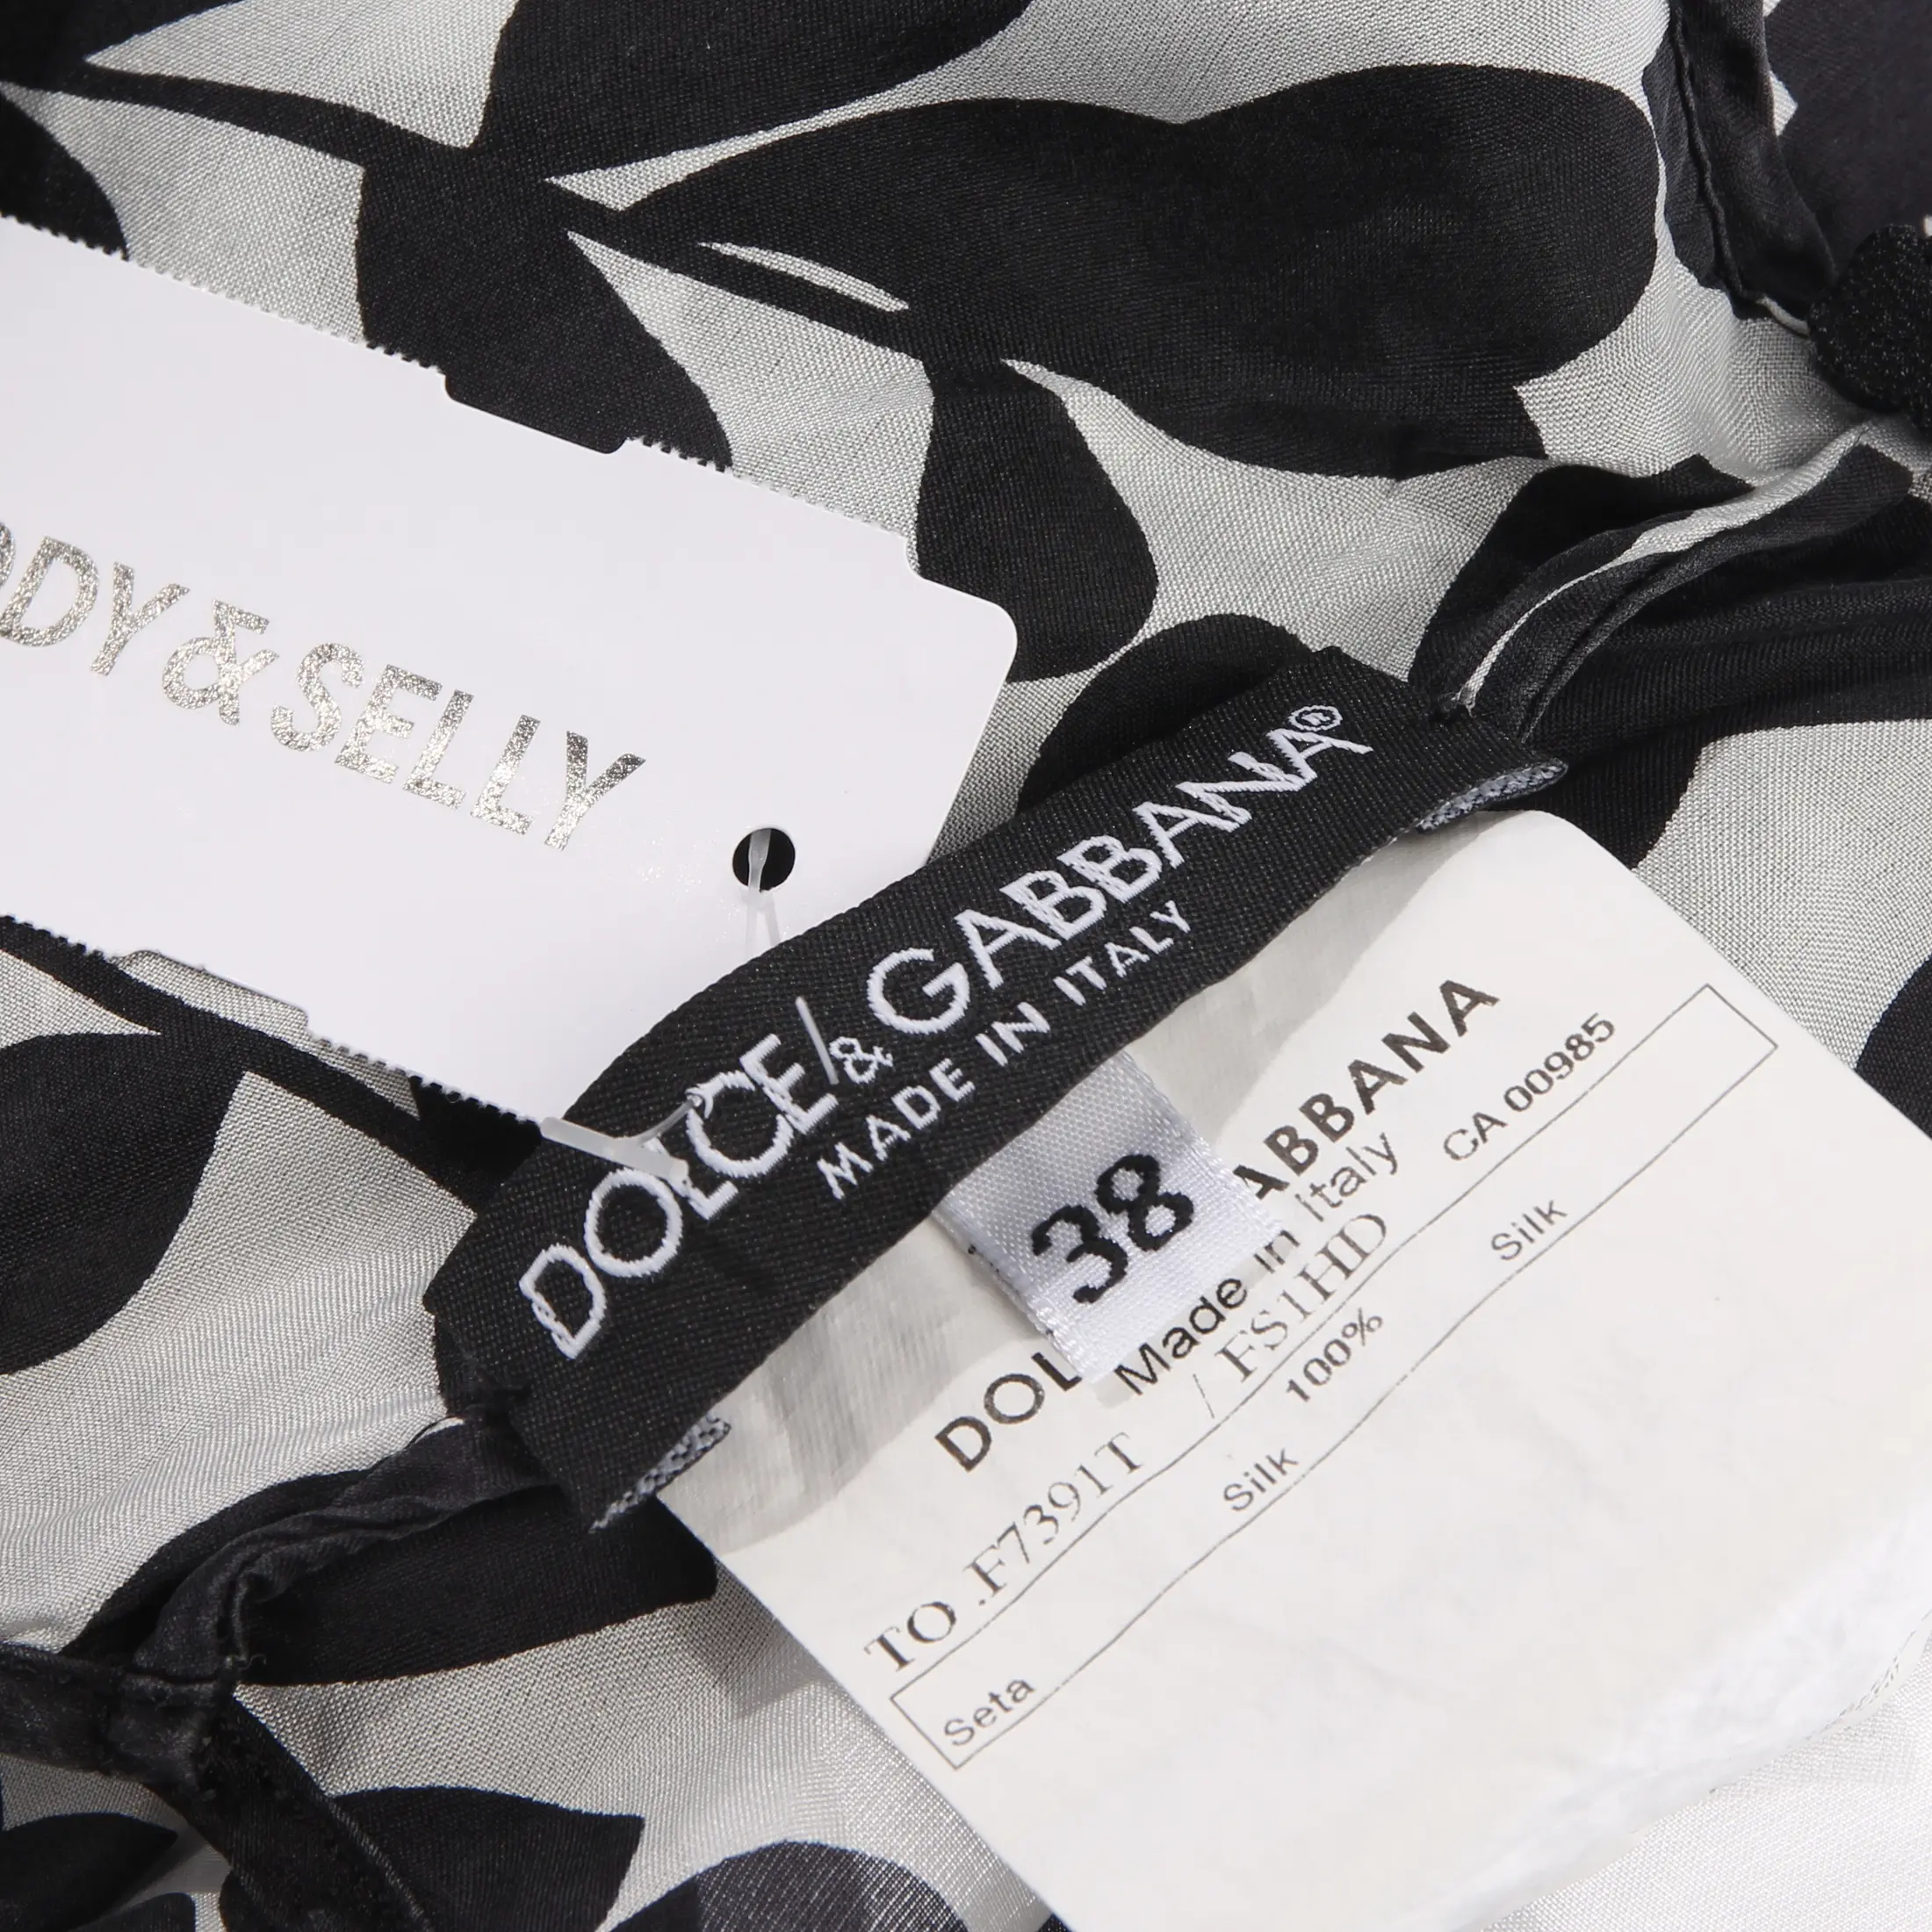 DY&SELLY
DOLCE & GABBANA®
MADE IN ITALY
38
DOL ABBANA
Made in Italy CA 00985
TO .F7391T / FS1HD
100%
Seta Silk Silk